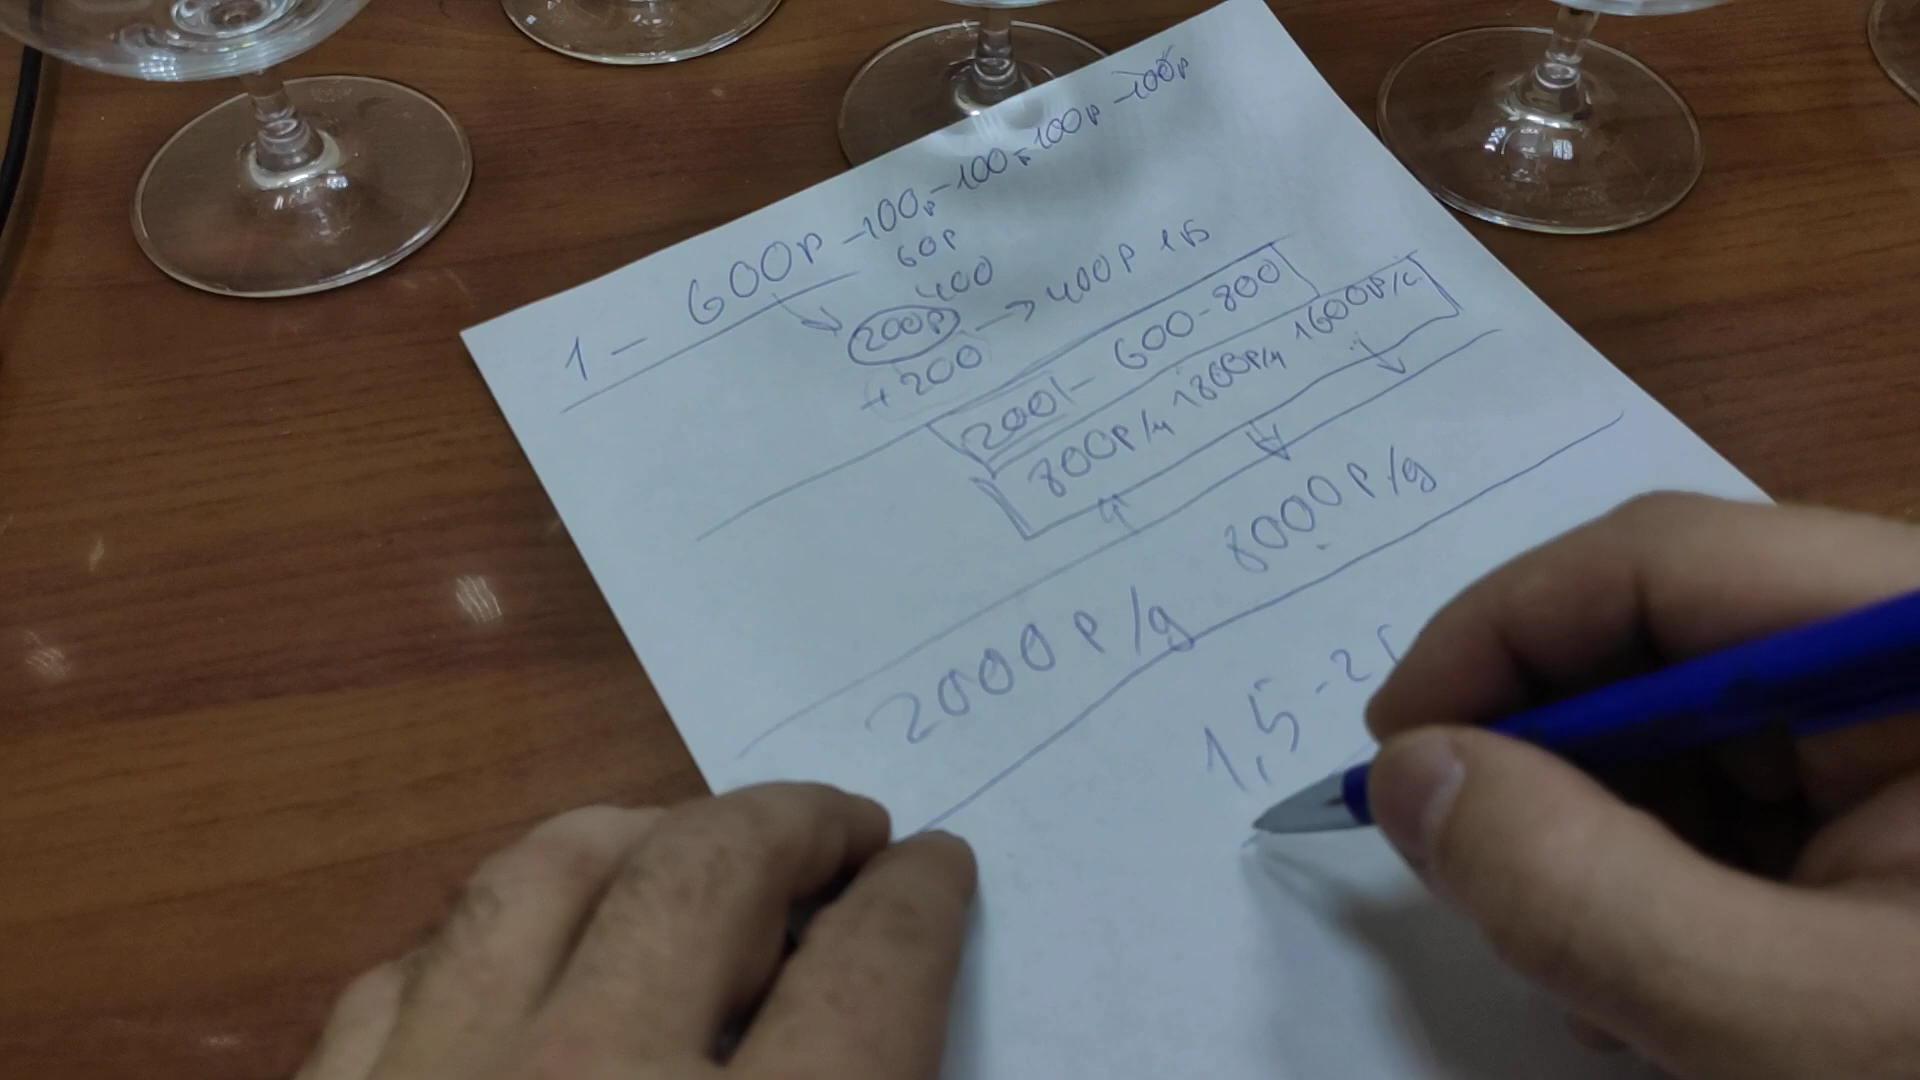 1 - 600р - 100р - 100р - 100р - 100р
60р
400
200р → 400р 1б
+200
200 - 600-800
800р/ч 1800р/ч 1600р/с
2000р/g 8000р/g
1,5-2